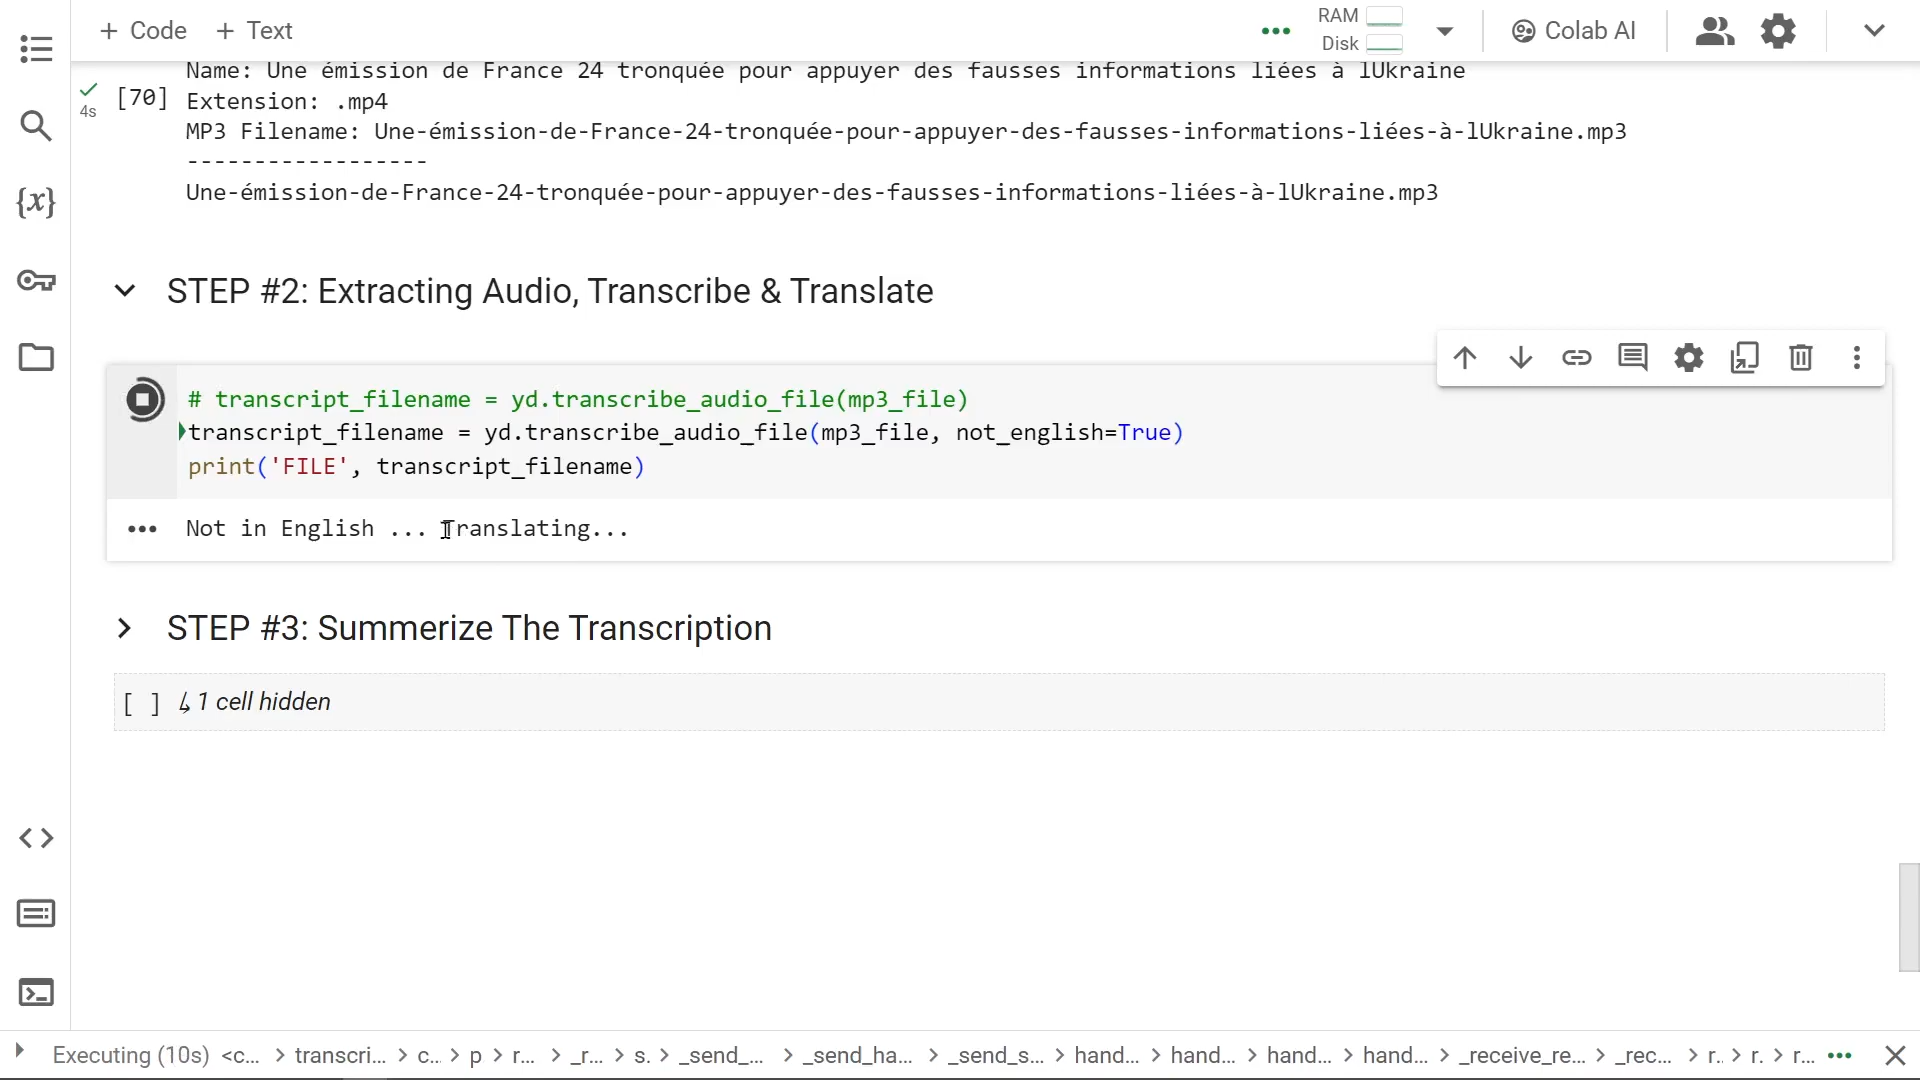 + Code + Text
RAM
Disk
Colab AI
Name: Une émission de France 24 tronquée pour appuyer des fausses informations liées à lUkraine
[70] Extension: .mp4
4s
MP3 Filename: Une-émission-de-France-24-tronquée-pour-appuyer-des-fausses-informations-liées-à-lUkraine.mp3
------------------
Une-émission-de-France-24-tronquée-pour-appuyer-des-fausses-informations-liées-à-lUkraine.mp3
{x}
STEP #2: Extracting Audio, Transcribe & Translate
# transcript_filename = yd.transcribe_audio_file(mp3_file)
transcript_filename = yd.transcribe_audio_file(mp3_file, not_english=True)
print('FILE', transcript_filename)
Not in English ... Translating...
STEP #3: Summerize The Transcription
[ ] ↳ 1 cell hidden
Executing (10s) <c... > transcri... > c... > p > r... > _r... > s. > _send_... > _send_ha... > _send_s... > hand... > hand... > hand... > hand... > _receive_re... > _rec... > r.. > r. > r...